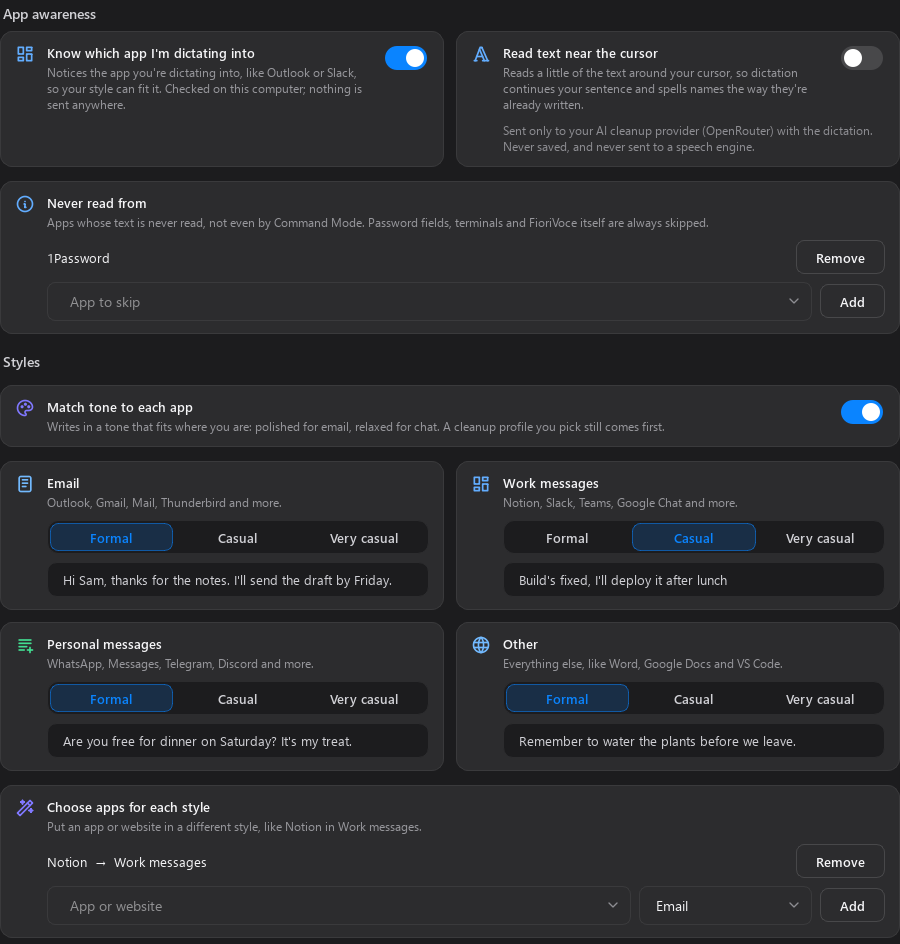 App awareness
Know which app I'm dictating into
Notices the app you're dictating into, like Outlook or Slack,
so your style can fit it. Checked on this computer; nothing is
sent anywhere.
Read text near the cursor
Reads a little of the text around your cursor, so dictation
continues your sentence and spells names the way they're
already written.
Sent only to your AI cleanup provider (OpenRouter) with the dictation.
Never saved, and never sent to a speech engine.
Never read from
Apps whose text is never read, not even by Command Mode. Password fields, terminals and FioriVoce itself are always skipped.
1Password
Remove
App to skip
Add
Styles
Match tone to each app
Writes in a tone that fits where you are: polished for email, relaxed for chat. A cleanup profile you pick still comes first.
Email
Outlook, Gmail, Mail, Thunderbird and more.
Formal Casual Very casual
Hi Sam, thanks for the notes. I'll send the draft by Friday.
Work messages
Notion, Slack, Teams, Google Chat and more.
Formal Casual Very casual
Build's fixed, I'll deploy it after lunch
Personal messages
WhatsApp, Messages, Telegram, Discord and more.
Formal Casual Very casual
Are you free for dinner on Saturday? It's my treat.
Other
Everything else, like Word, Google Docs and VS Code.
Formal Casual Very casual
Remember to water the plants before we leave.
Choose apps for each style
Put an app or website in a different style, like Notion in Work messages.
Notion → Work messages
Remove
App or website
Email
Add